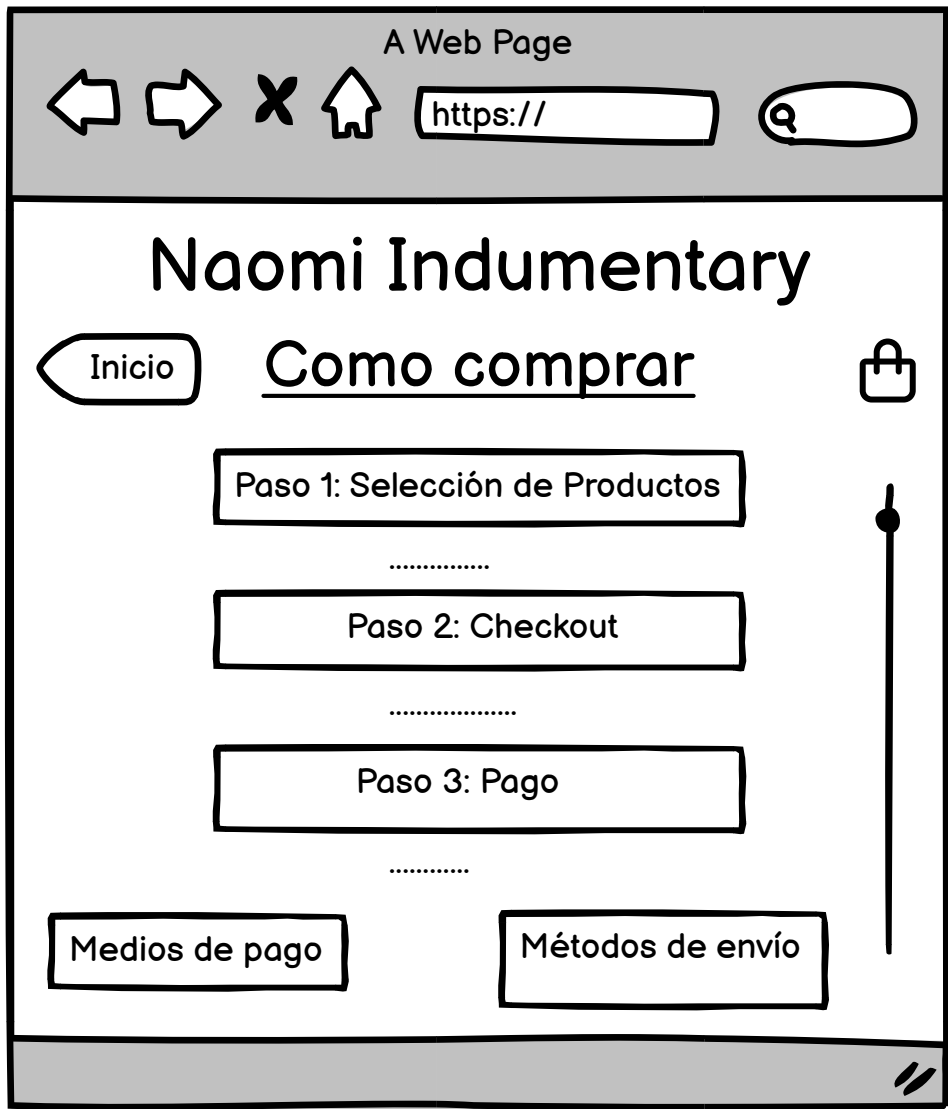 A Web Page
https://
Naomi Indumentary
Inicio
Como comprar
Paso 1: Selección de Productos
...............
Paso 2: Checkout
...................
Paso 3: Pago
............
Medios de pago
Métodos de envío